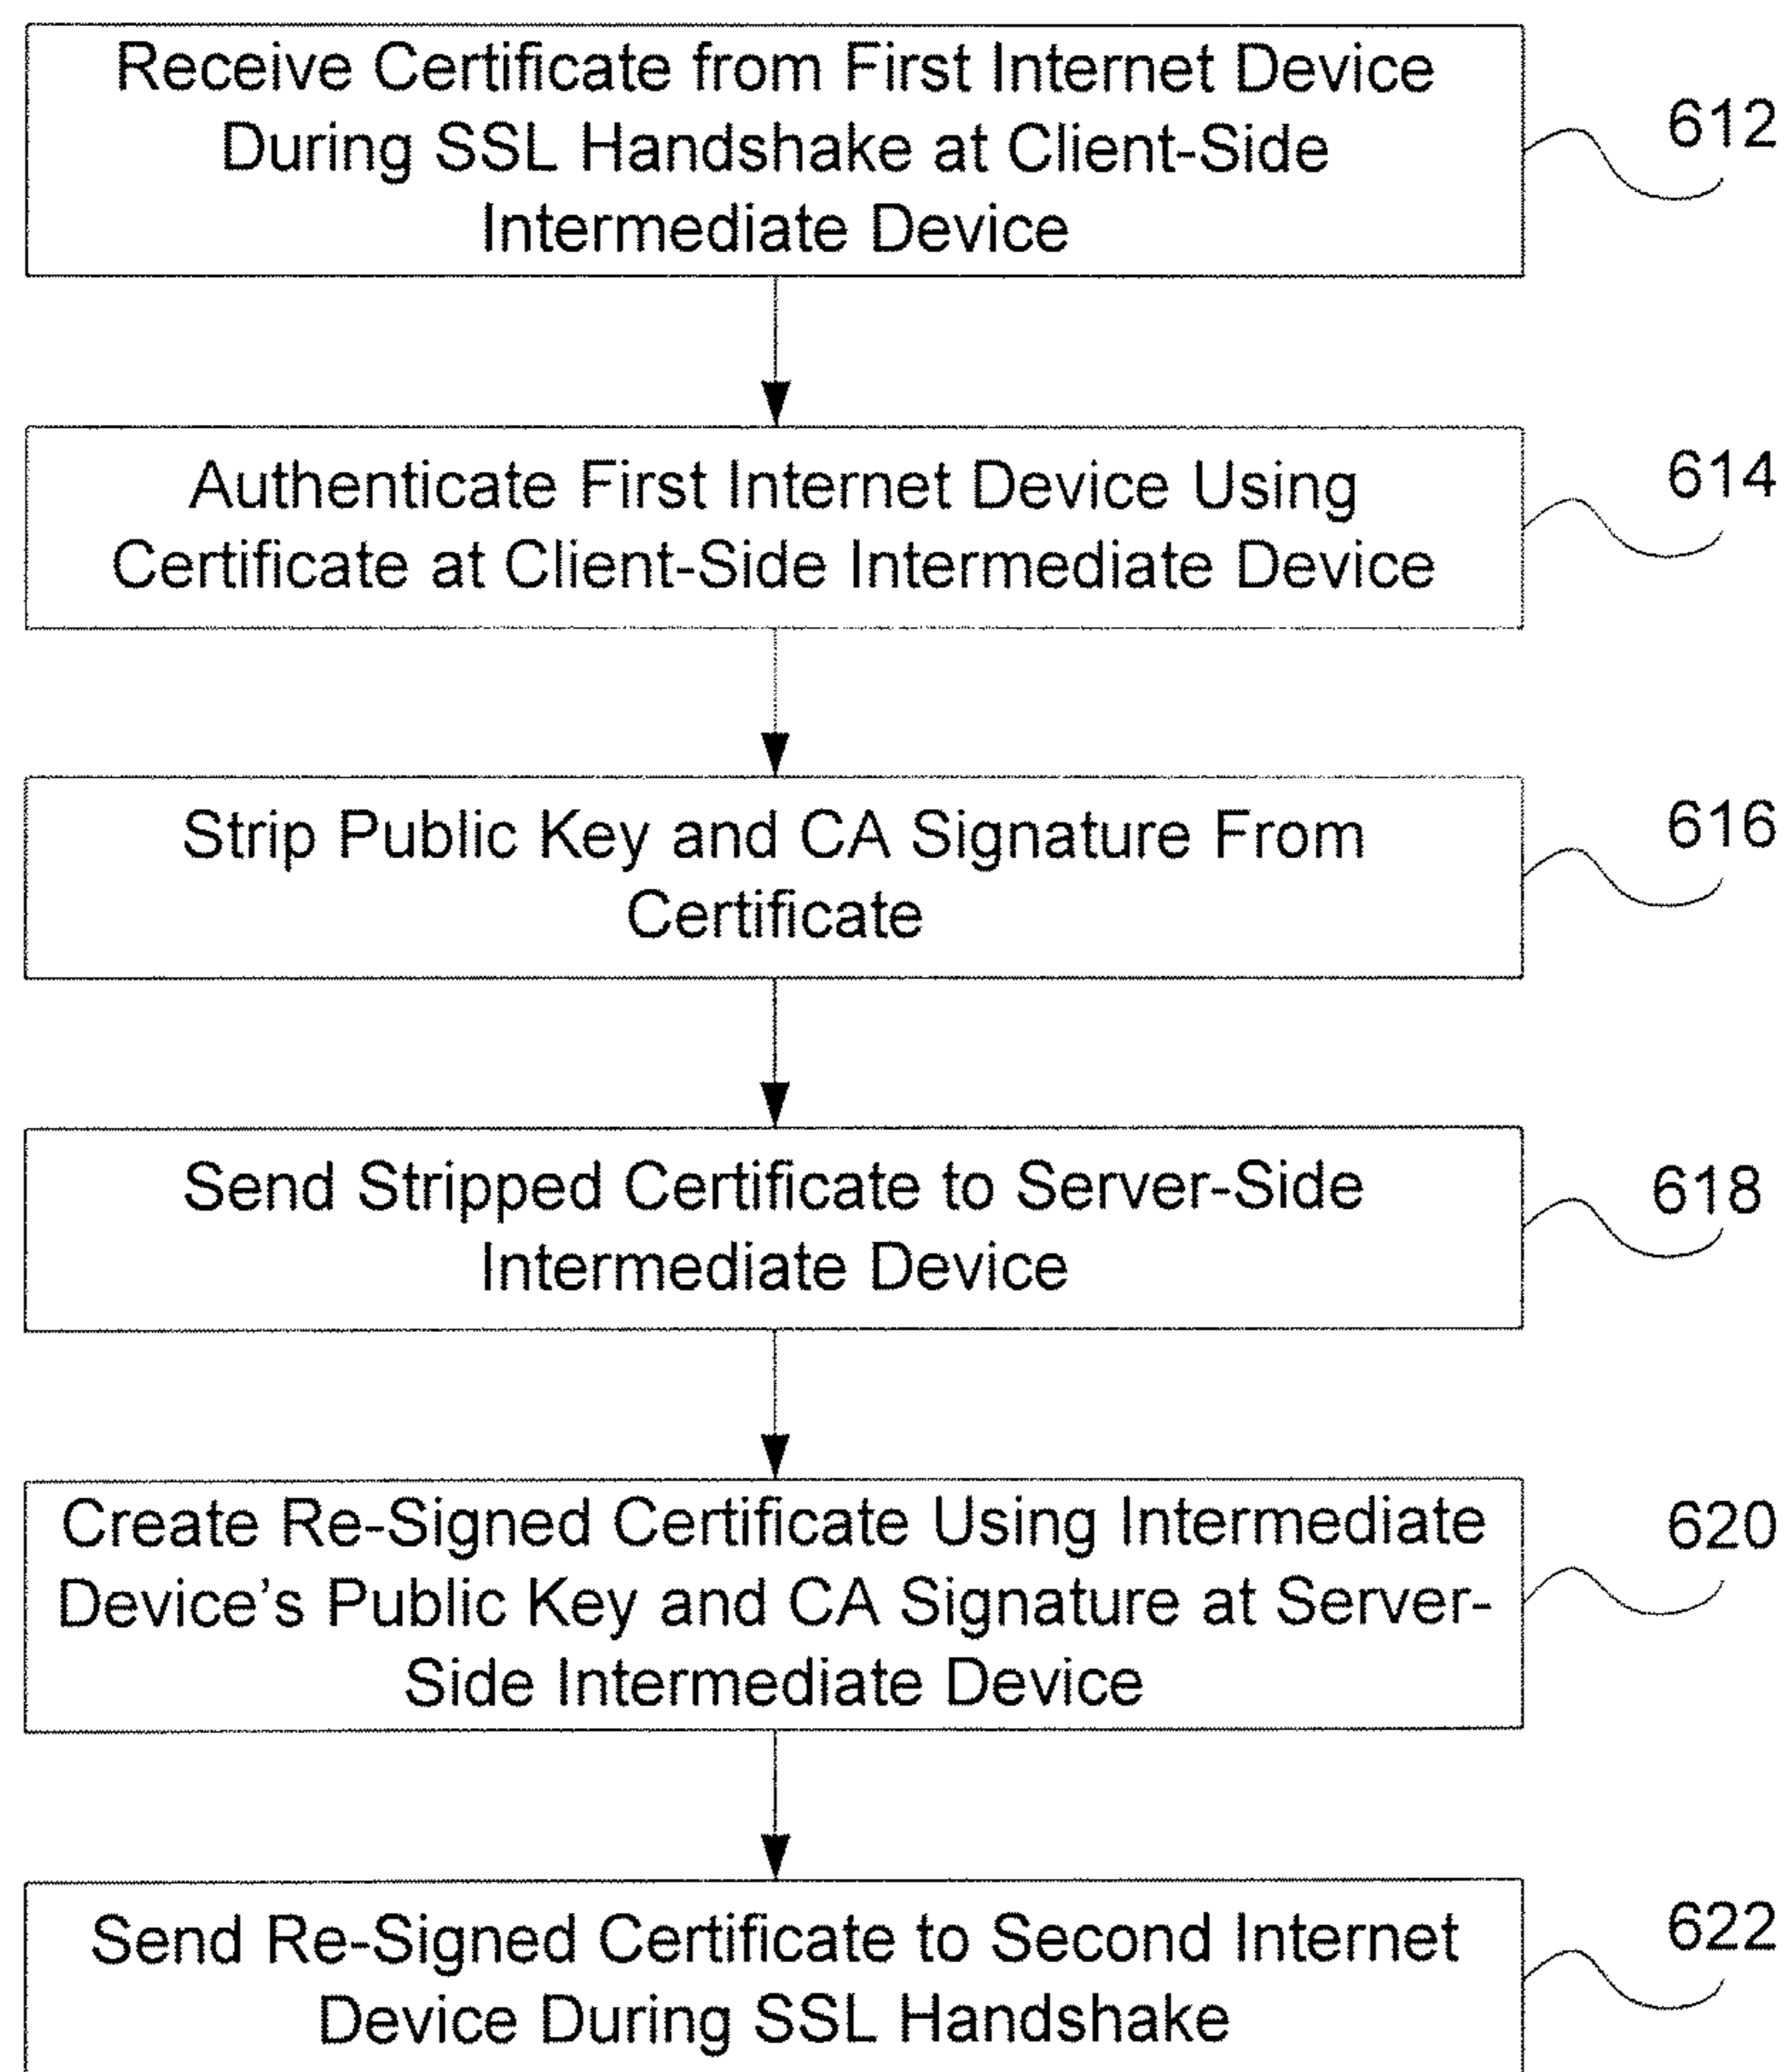 Receive Certificate from First Internet Device
During SSL Handshake at Client-Side
Intermediate Device
612
Authenticate First Internet Device Using
Certificate at Client-Side Intermediate Device
614
Strip Public Key and CA Signature From
Certificate
616
Send Stripped Certificate to Server-Side
Intermediate Device
618
Create Re-Signed Certificate Using Intermediate
Device's Public Key and CA Signature at Server-
Side Intermediate Device
620
Send Re-Signed Certificate to Second Internet
Device During SSL Handshake
622